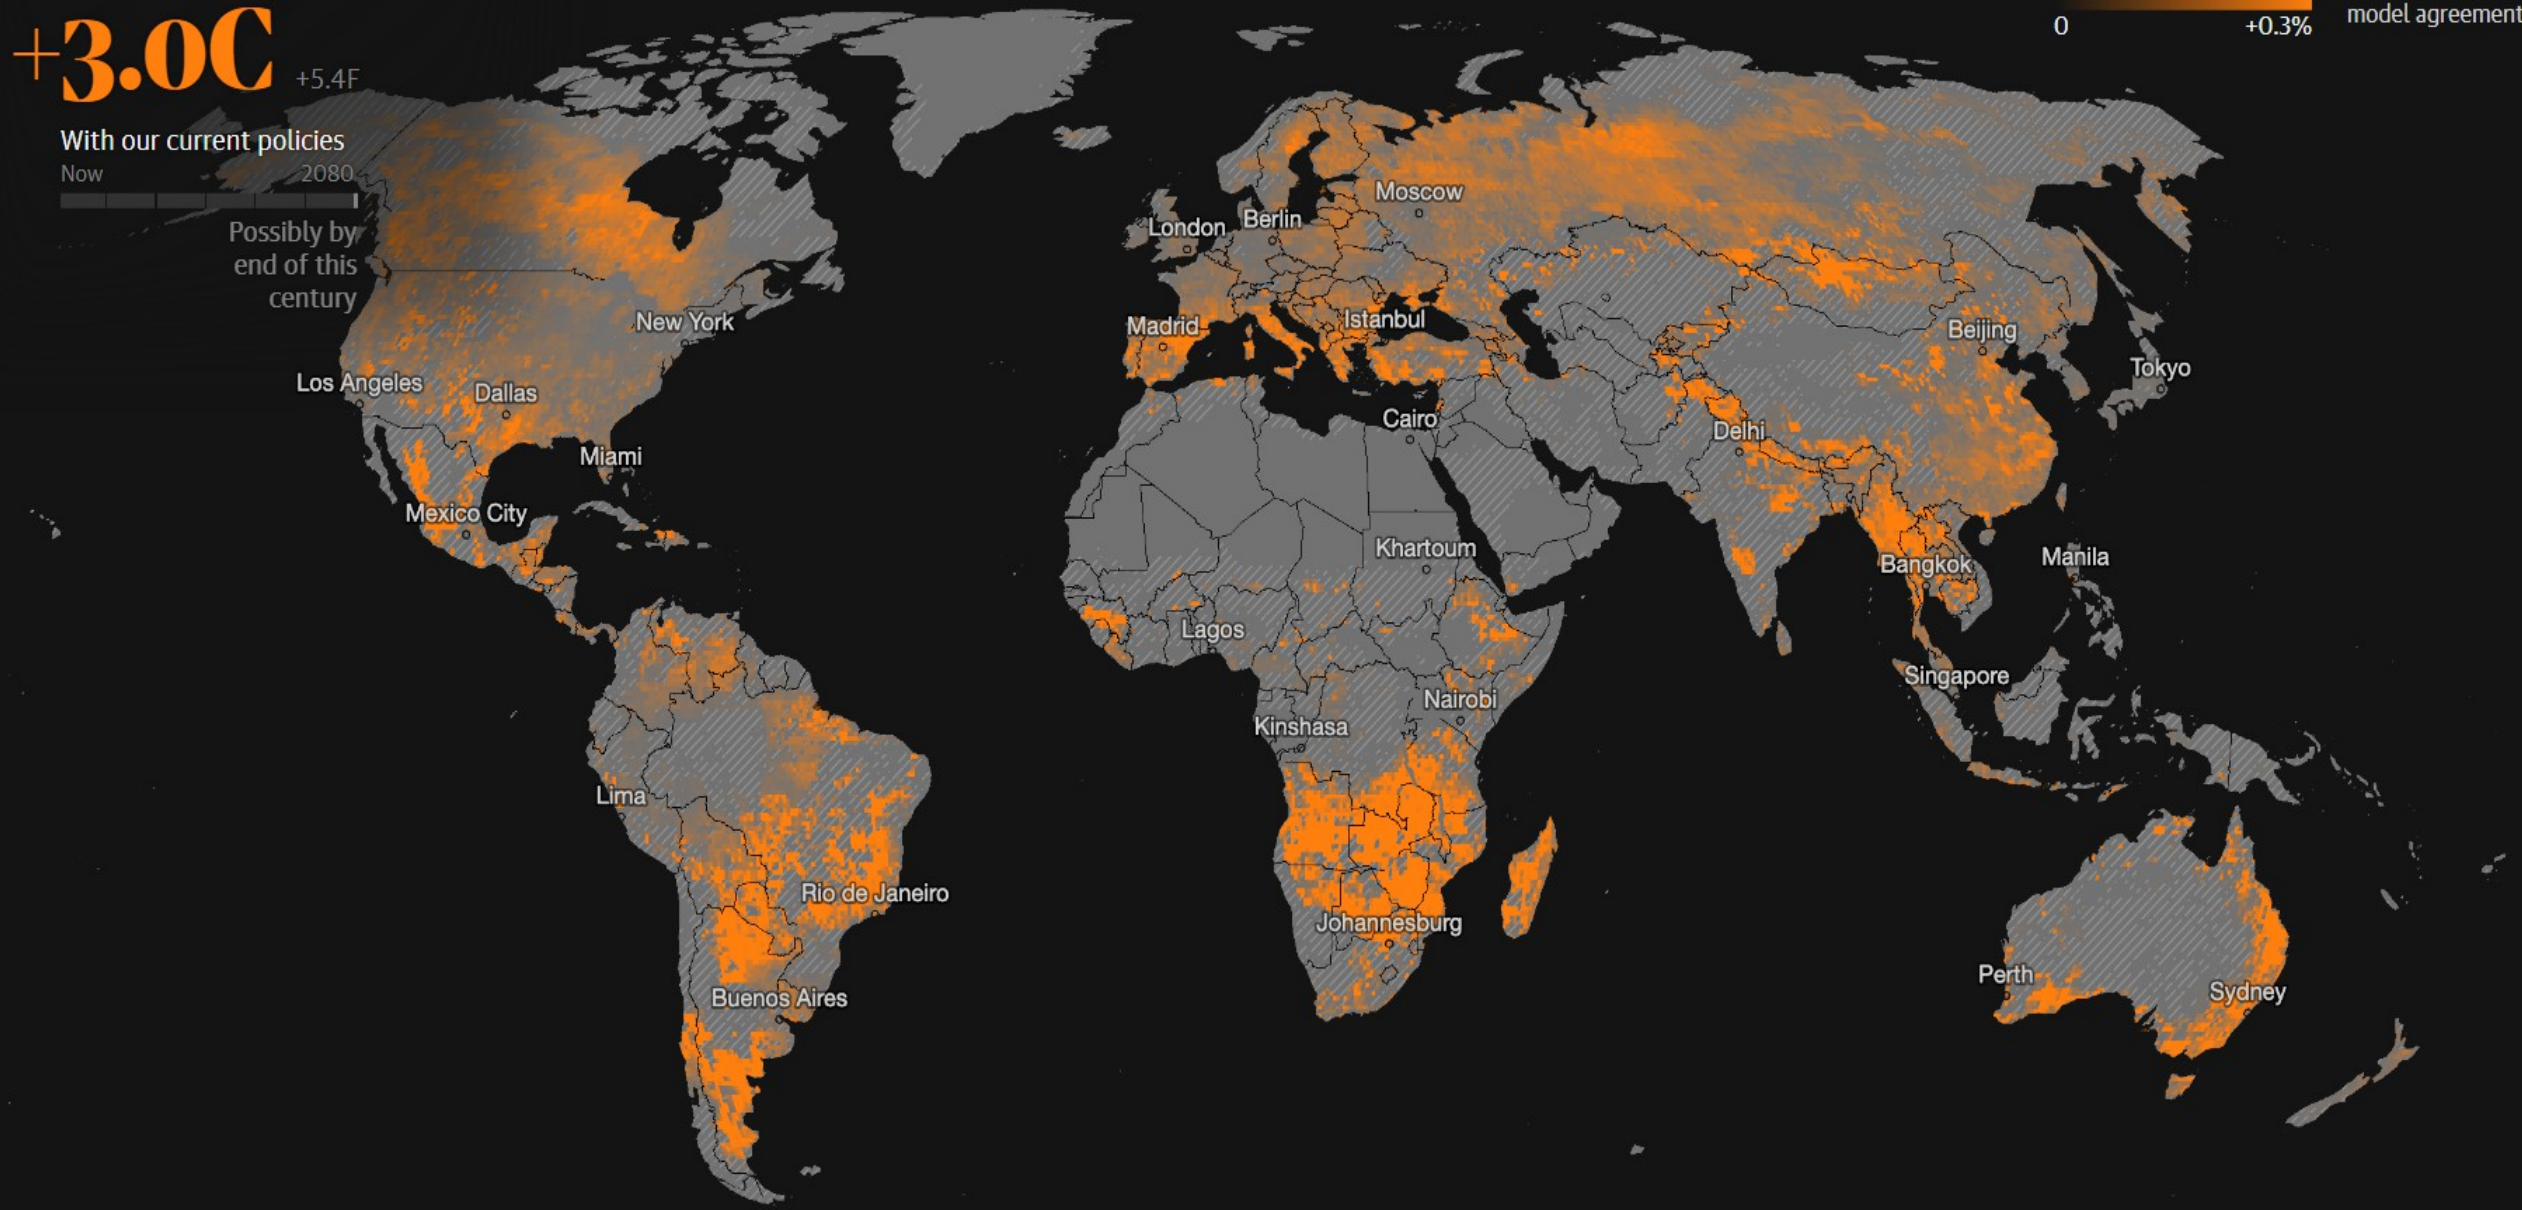 +3.0C
+5.4F
0
+0.3%
model agreement
With our current policies
Now
2080
Possibly by
end of this
century
Moscow
London
Berlin
New York
Madrid
Istanbul
Beijing
Tokyo
Los Angeles
Dallas
Cairo
Delhi
Miami
Mexico City
Khartoum
Bangkok
Manila
Lagos
Singapore
Nairobi
Kinshasa
Lima
Rio de Janeiro
Johannesburg
Perth
Sydney
Buenos Aires